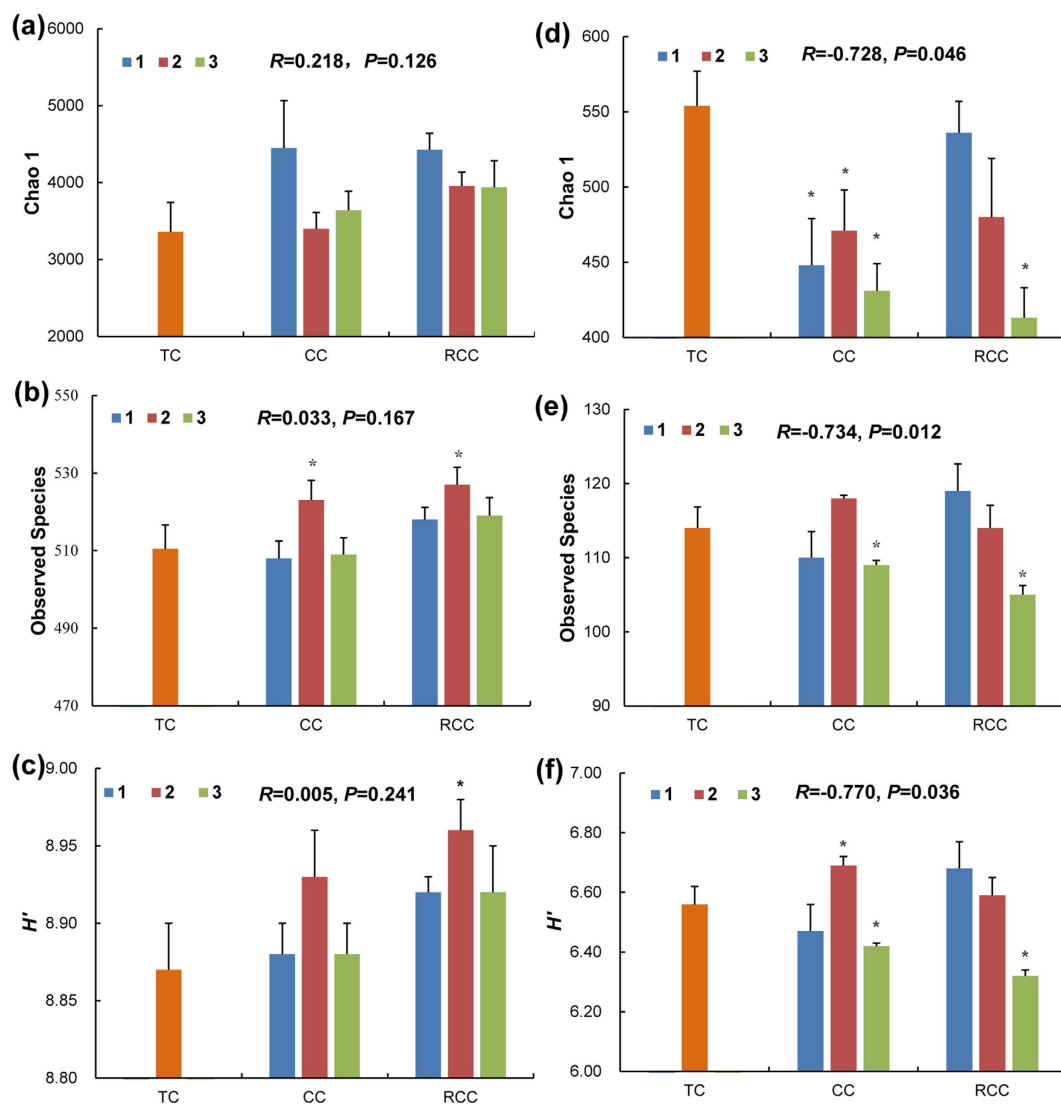 (a)
6000
5000
4000
3000
2000
Chao 1
1 2 3
R=0.218, P=0.126
TC CC RCC
(d)
600
550
500
450
400
Chao 1
1 2 3
R=-0.728, P=0.046
* * * *
TC CC RCC
(b)
550
530
510
490
470
Observed Species
1 2 3
R=0.033, P=0.167
* *
TC CC RCC
(e)
130
120
110
100
90
Observed Species
1 2 3
R=-0.734, P=0.012
* *
TC CC RCC
(c)
9.00
8.95
8.90
8.85
8.80
H'
1 2 3
R=0.005, P=0.241
*
TC CC RCC
(f)
7.00
6.80
6.60
6.40
6.20
6.00
H'
1 2 3
R=-0.770, P=0.036
* * *
TC CC RCC